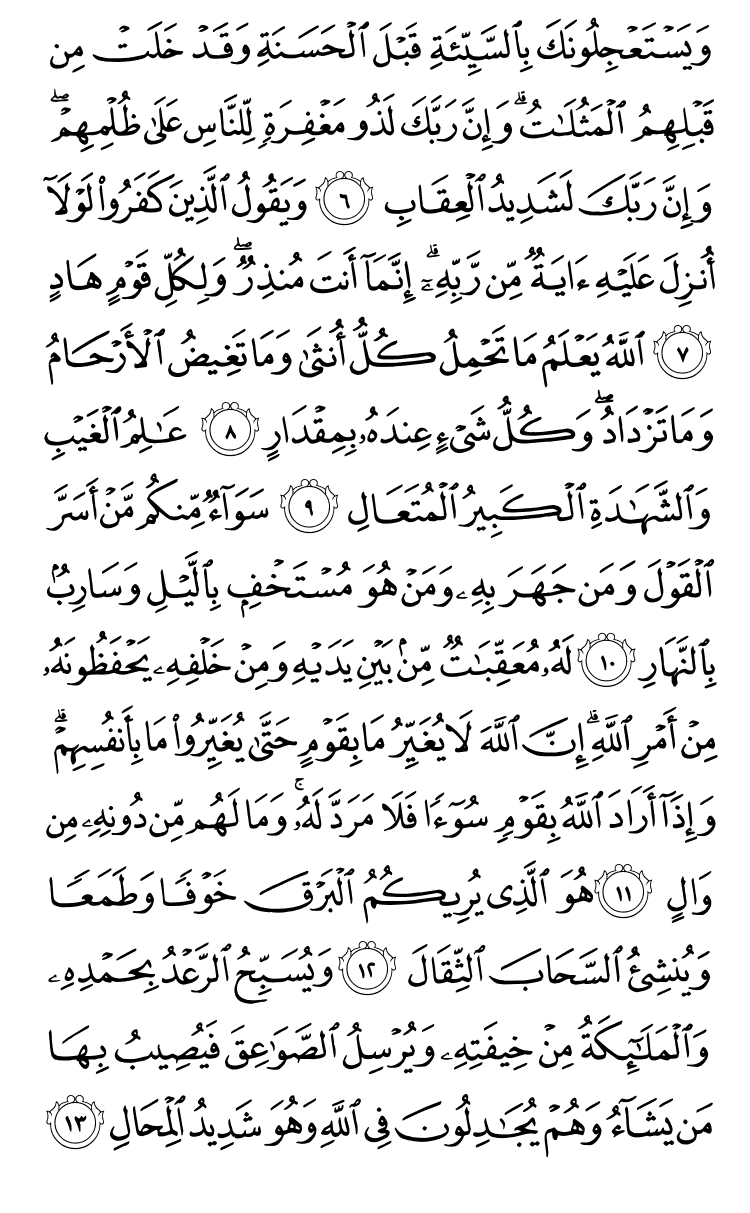 وَيَسۡتَعۡجِلُونَكَ بِٱلسَّيِّئَةِ قَبۡلَ ٱلۡحَسَنَةِ وَقَدۡ خَلَتۡ مِن
قَبۡلِهِمُ ٱلۡمَثُلَٰتُۗ وَإِنَّ رَبَّكَ لَذُو مَغۡفِرَةٖ لِّلنَّاسِ عَلَىٰ ظُلۡمِهِمۡۖ
وَإِنَّ رَبَّكَ لَشَدِيدُ ٱلۡعِقَابِ ٦ وَيَقُولُ ٱلَّذِينَ كَفَرُواْ لَوۡلَآ
أُنزِلَ عَلَيۡهِ ءَايَةٞ مِّن رَّبِّهِۦٓۗ إِنَّمَآ أَنتَ مُنذِرٞۖ وَلِكُلِّ قَوۡمٍ هَادٍ
٧ ٱللَّهُ يَعۡلَمُ مَا تَحۡمِلُ كُلُّ أُنثَىٰ وَمَا تَغِيضُ ٱلۡأَرۡحَامُ
وَمَا تَزۡدَادُۖ وَكُلُّ شَيۡءٍ عِندَهُۥ بِمِقۡدَارٍ ٨ عَٰلِمُ ٱلۡغَيۡبِ
وَٱلشَّهَٰدَةِ ٱلۡكَبِيرُ ٱلۡمُتَعَالِ ٩ سَوَآءٞ مِّنكُم مَّنۡ أَسَرَّ
ٱلۡقَوۡلَ وَمَن جَهَرَ بِهِۦ وَمَنۡ هُوَ مُسۡتَخۡفِۭ بِٱلَّيۡلِ وَسَارِبُۢ
بِٱلنَّهَارِ ١٠ لَهُۥ مُعَقِّبَٰتٞ مِّنۢ بَيۡنِ يَدَيۡهِ وَمِنۡ خَلۡفِهِۦ يَحۡفَظُونَهُۥ
مِنۡ أَمۡرِ ٱللَّهِۗ إِنَّ ٱللَّهَ لَا يُغَيِّرُ مَا بِقَوۡمٍ حَتَّىٰ يُغَيِّرُواْ مَا بِأَنفُسِهِمۡۗ
وَإِذَآ أَرَادَ ٱللَّهُ بِقَوۡمٖ سُوٓءٗا فَلَا مَرَدَّ لَهُۥۚ وَمَا لَهُم مِّن دُونِهِۦ مِن
وَالٍ ١١ هُوَ ٱلَّذِي يُرِيكُمُ ٱلۡبَرۡقَ خَوۡفٗا وَطَمَعٗا
وَيُنشِئُ ٱلسَّحَابَ ٱلثِّقَالَ ١٢ وَيُسَبِّحُ ٱلرَّعۡدُ بِحَمۡدِهِۦ
وَٱلۡمَلَٰٓئِكَةُ مِنۡ خِيفَتِهِۦ وَيُرۡسِلُ ٱلصَّوَٰعِقَ فَيُصِيبُ بِهَا
مَن يَشَآءُ وَهُمۡ يُجَٰدِلُونَ فِي ٱللَّهِ وَهُوَ شَدِيدُ ٱلۡمِحَالِ ١٣